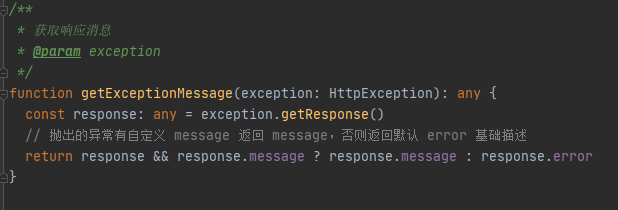 /**
 * 获取响应消息
 * @param exception
 */
function getExceptionMessage(exception: HttpException): any {
  const response: any = exception.getResponse()
  // 抛出的异常有自定义 message 返回 message，否则返回默认 error 基础描述
  return response && response.message ? response.message : response.error
}